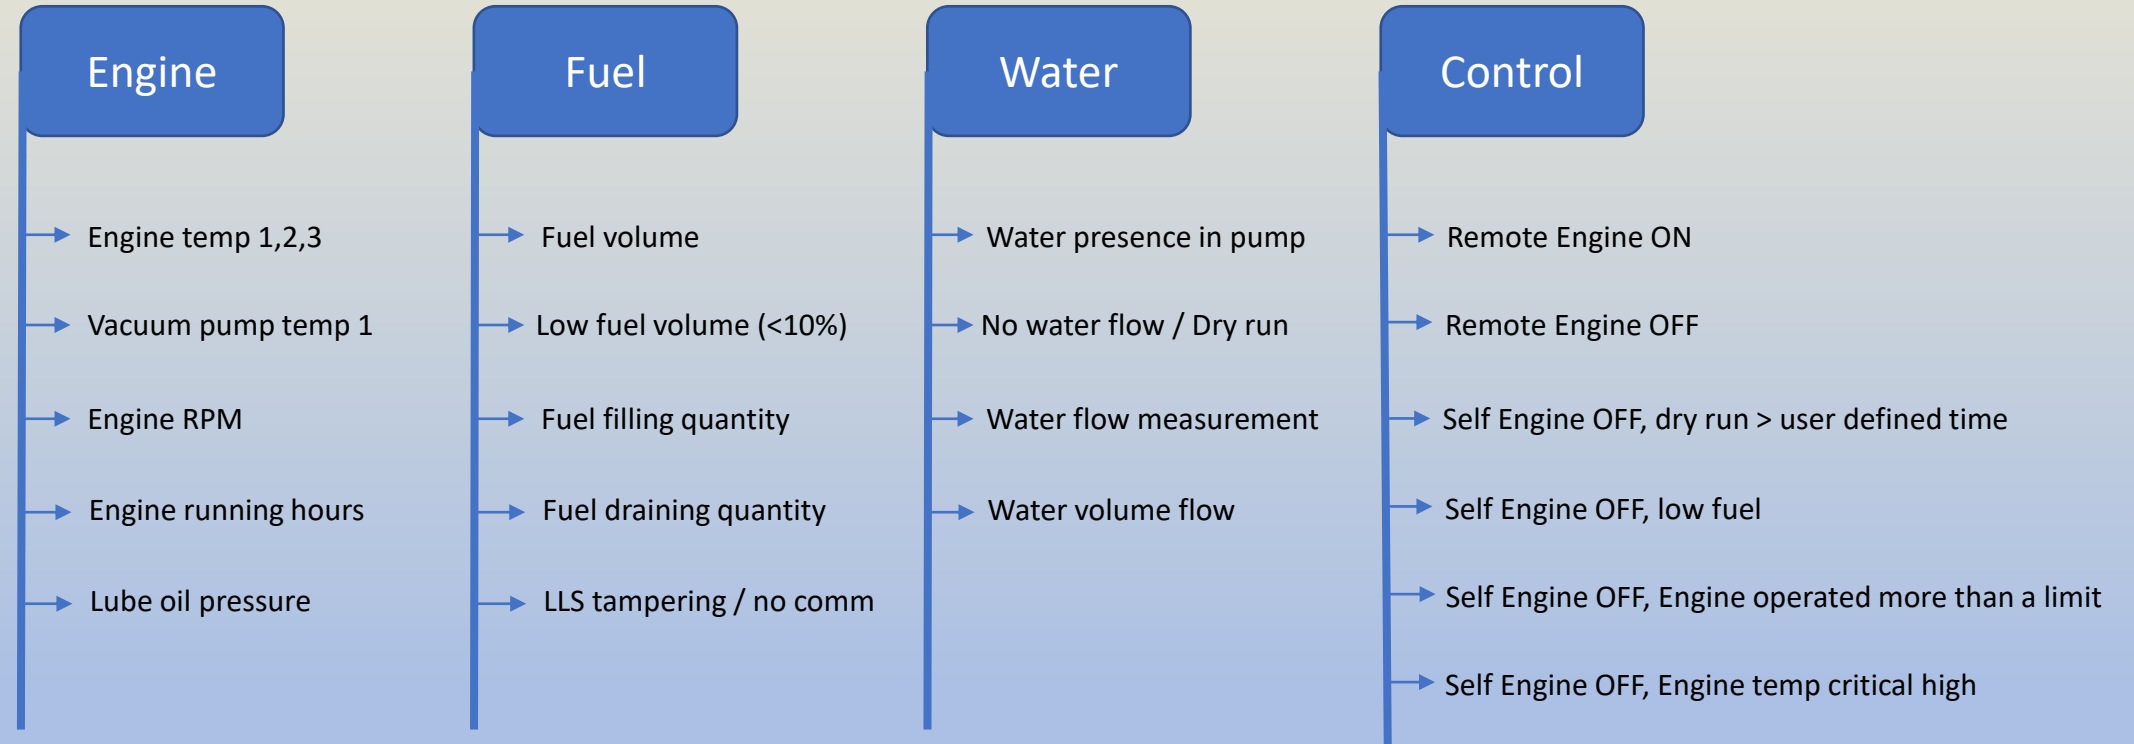 Engine
Engine temp 1,2,3
Vacuum pump temp 1
Engine RPM
Engine running hours
Lube oil pressure
Fuel
Fuel volume
Low fuel volume (<10%)
Fuel filling quantity
Fuel draining quantity
LLS tampering / no comm
Water
Water presence in pump
No water flow / Dry run
Water flow measurement
Water volume flow
Control
Remote Engine ON
Remote Engine OFF
Self Engine OFF, dry run > user defined time
Self Engine OFF, low fuel
Self Engine OFF, Engine operated more than a limit
Self Engine OFF, Engine temp critical high